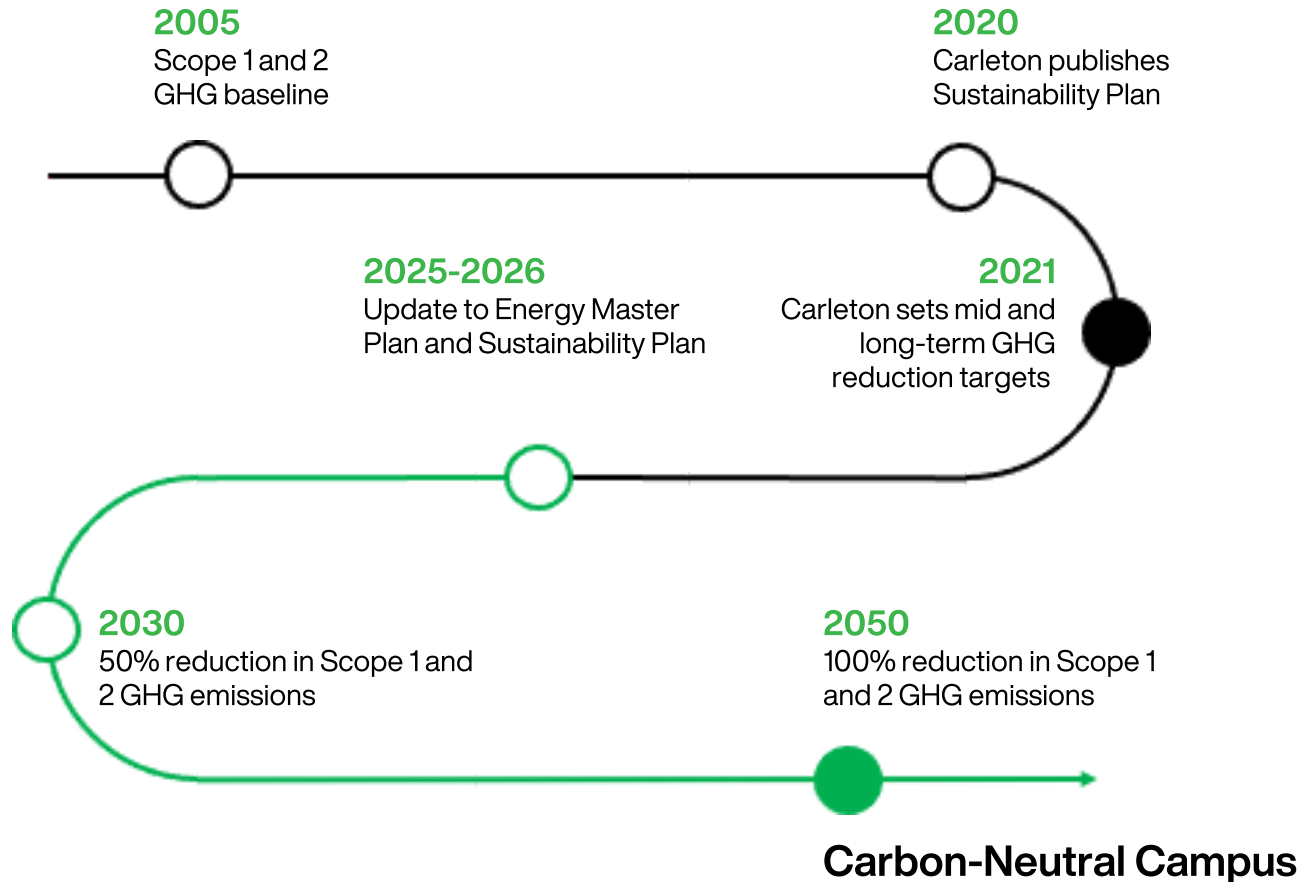 2005
Scope 1 and 2
GHG baseline
2020
Carleton publishes
Sustainability Plan
2021
Carleton sets mid and
long-term GHG
reduction targets
2025-2026
Update to Energy Master
Plan and Sustainability Plan
2030
50% reduction in Scope 1 and
2 GHG emissions
2050
100% reduction in Scope 1
and 2 GHG emissions
Carbon-Neutral Campus